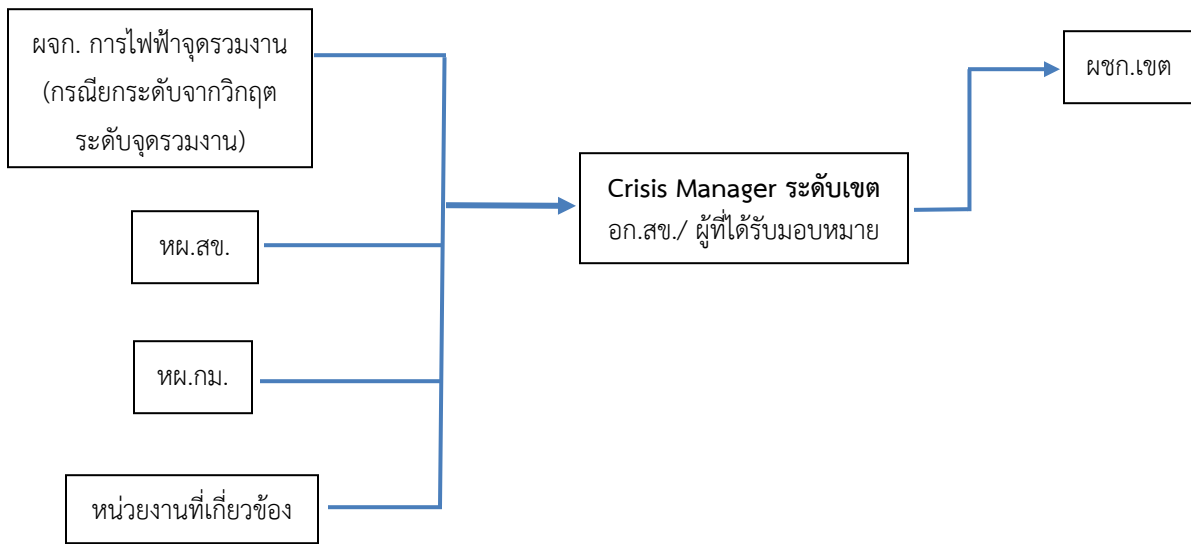 ผจก. การไฟฟ้าจุดรวมงาน
(กรณียกระดับจากวิกฤต
ระดับจุดรวมงาน)
หผ.สข.
หผ.กม.
หน่วยงานที่เกี่ยวข้อง
Crisis Manager ระดับเขต
อก.สข./ ผู้ที่ได้รับมอบหมาย
ผชก.เขต